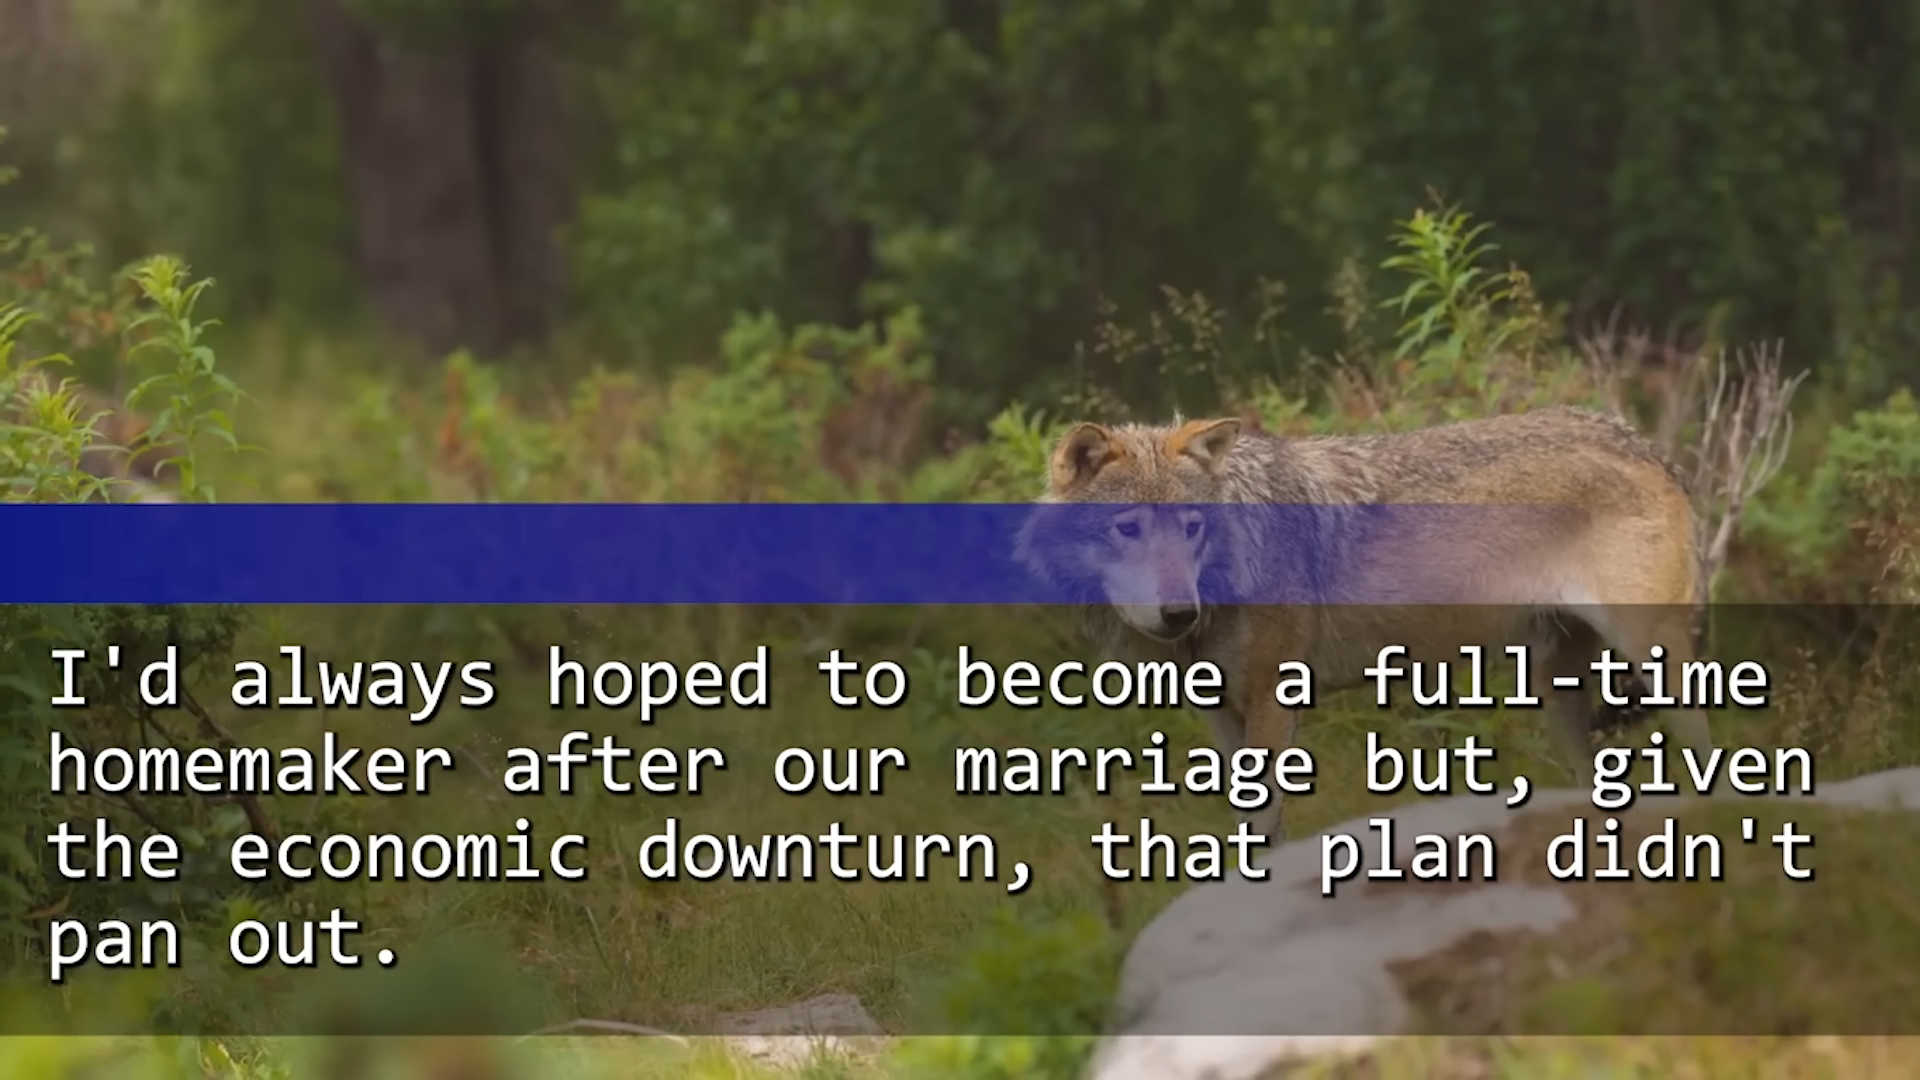 I'd always hoped to become a full-time
homemaker after our marriage but, given
the economic downturn, that plan didn't
pan out.